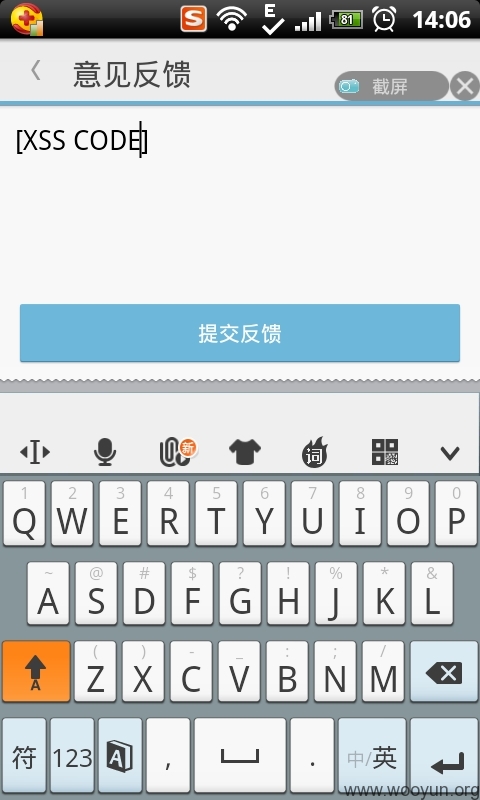 S E 81 14:06
意见反馈
截屏
[XSS CODE]
提交反馈
新 词
1 2 3 4 5 6 7 8 9 0
Q W E R T Y U I O P
~ @ # $ ? ! % * &
A S D F G H J K L
( ) - _ : ; /
A Z X C V B N M
符 123 A , . 中/英
www.wooyun.org